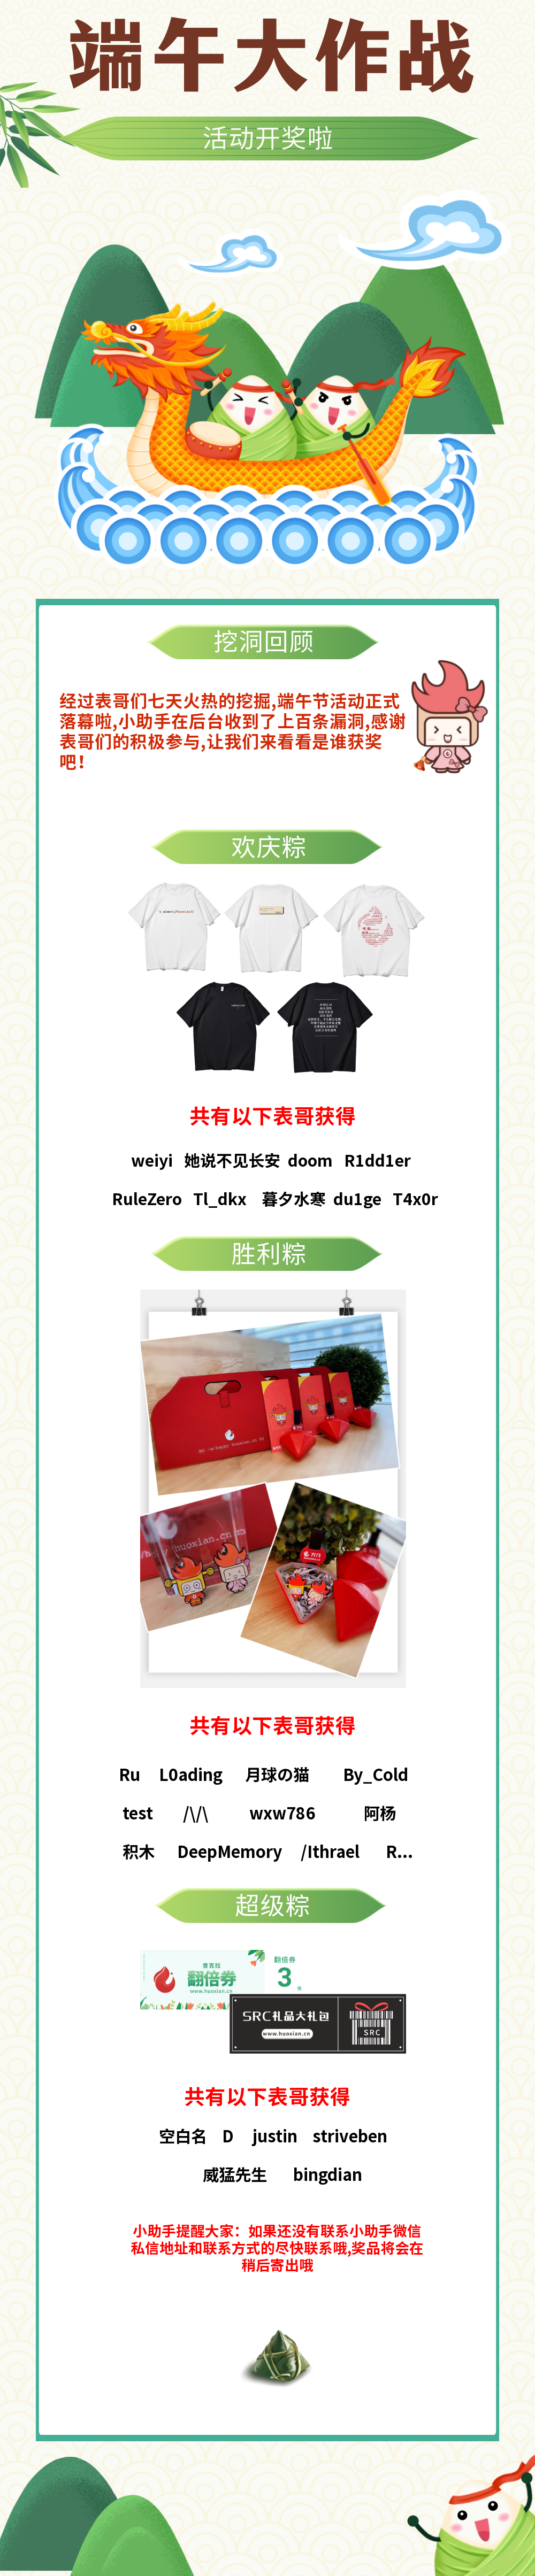 端午大作战
活动开奖啦
挖洞回顾
经过表哥们七天火热的挖掘,端午节活动正式
落幕啦,小助手在后台收到了上百条漏洞,感谢
表哥们的积极参与,让我们来看看是谁获奖
吧!
欢庆粽
共有以下表哥获得
weiyi 她说不见长安 doom R1dd1er
RuleZero Tl_dkx 暮夕水寒 du1ge T4x0r
胜利粽
共有以下表哥获得
Ru L0ading 月球の猫 By_Cold
test /\/\ wxw786 阿杨
积木 DeepMemory /Ithrael R...
超级粽
查克拉
翻倍券
www.huoxian.cn
翻倍券
3
SRC礼品大礼包
www.huoxian.cn
SRC
共有以下表哥获得
空白名 D justin striveben
威猛先生 bingdian
小助手提醒大家：如果还没有联系小助手微信
私信地址和联系方式的尽快联系哦,奖品将会在
稍后寄出哦